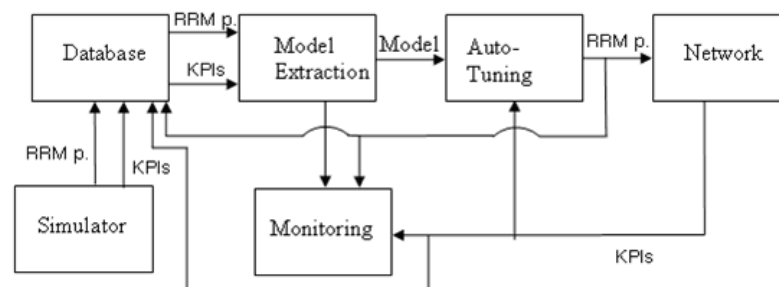 RRM p.
Database
KPIs
Model
Extraction
Model
Auto-
Tuning
RRM p.
Network
RRM p.
KPIs
Simulator
Monitoring
KPIs